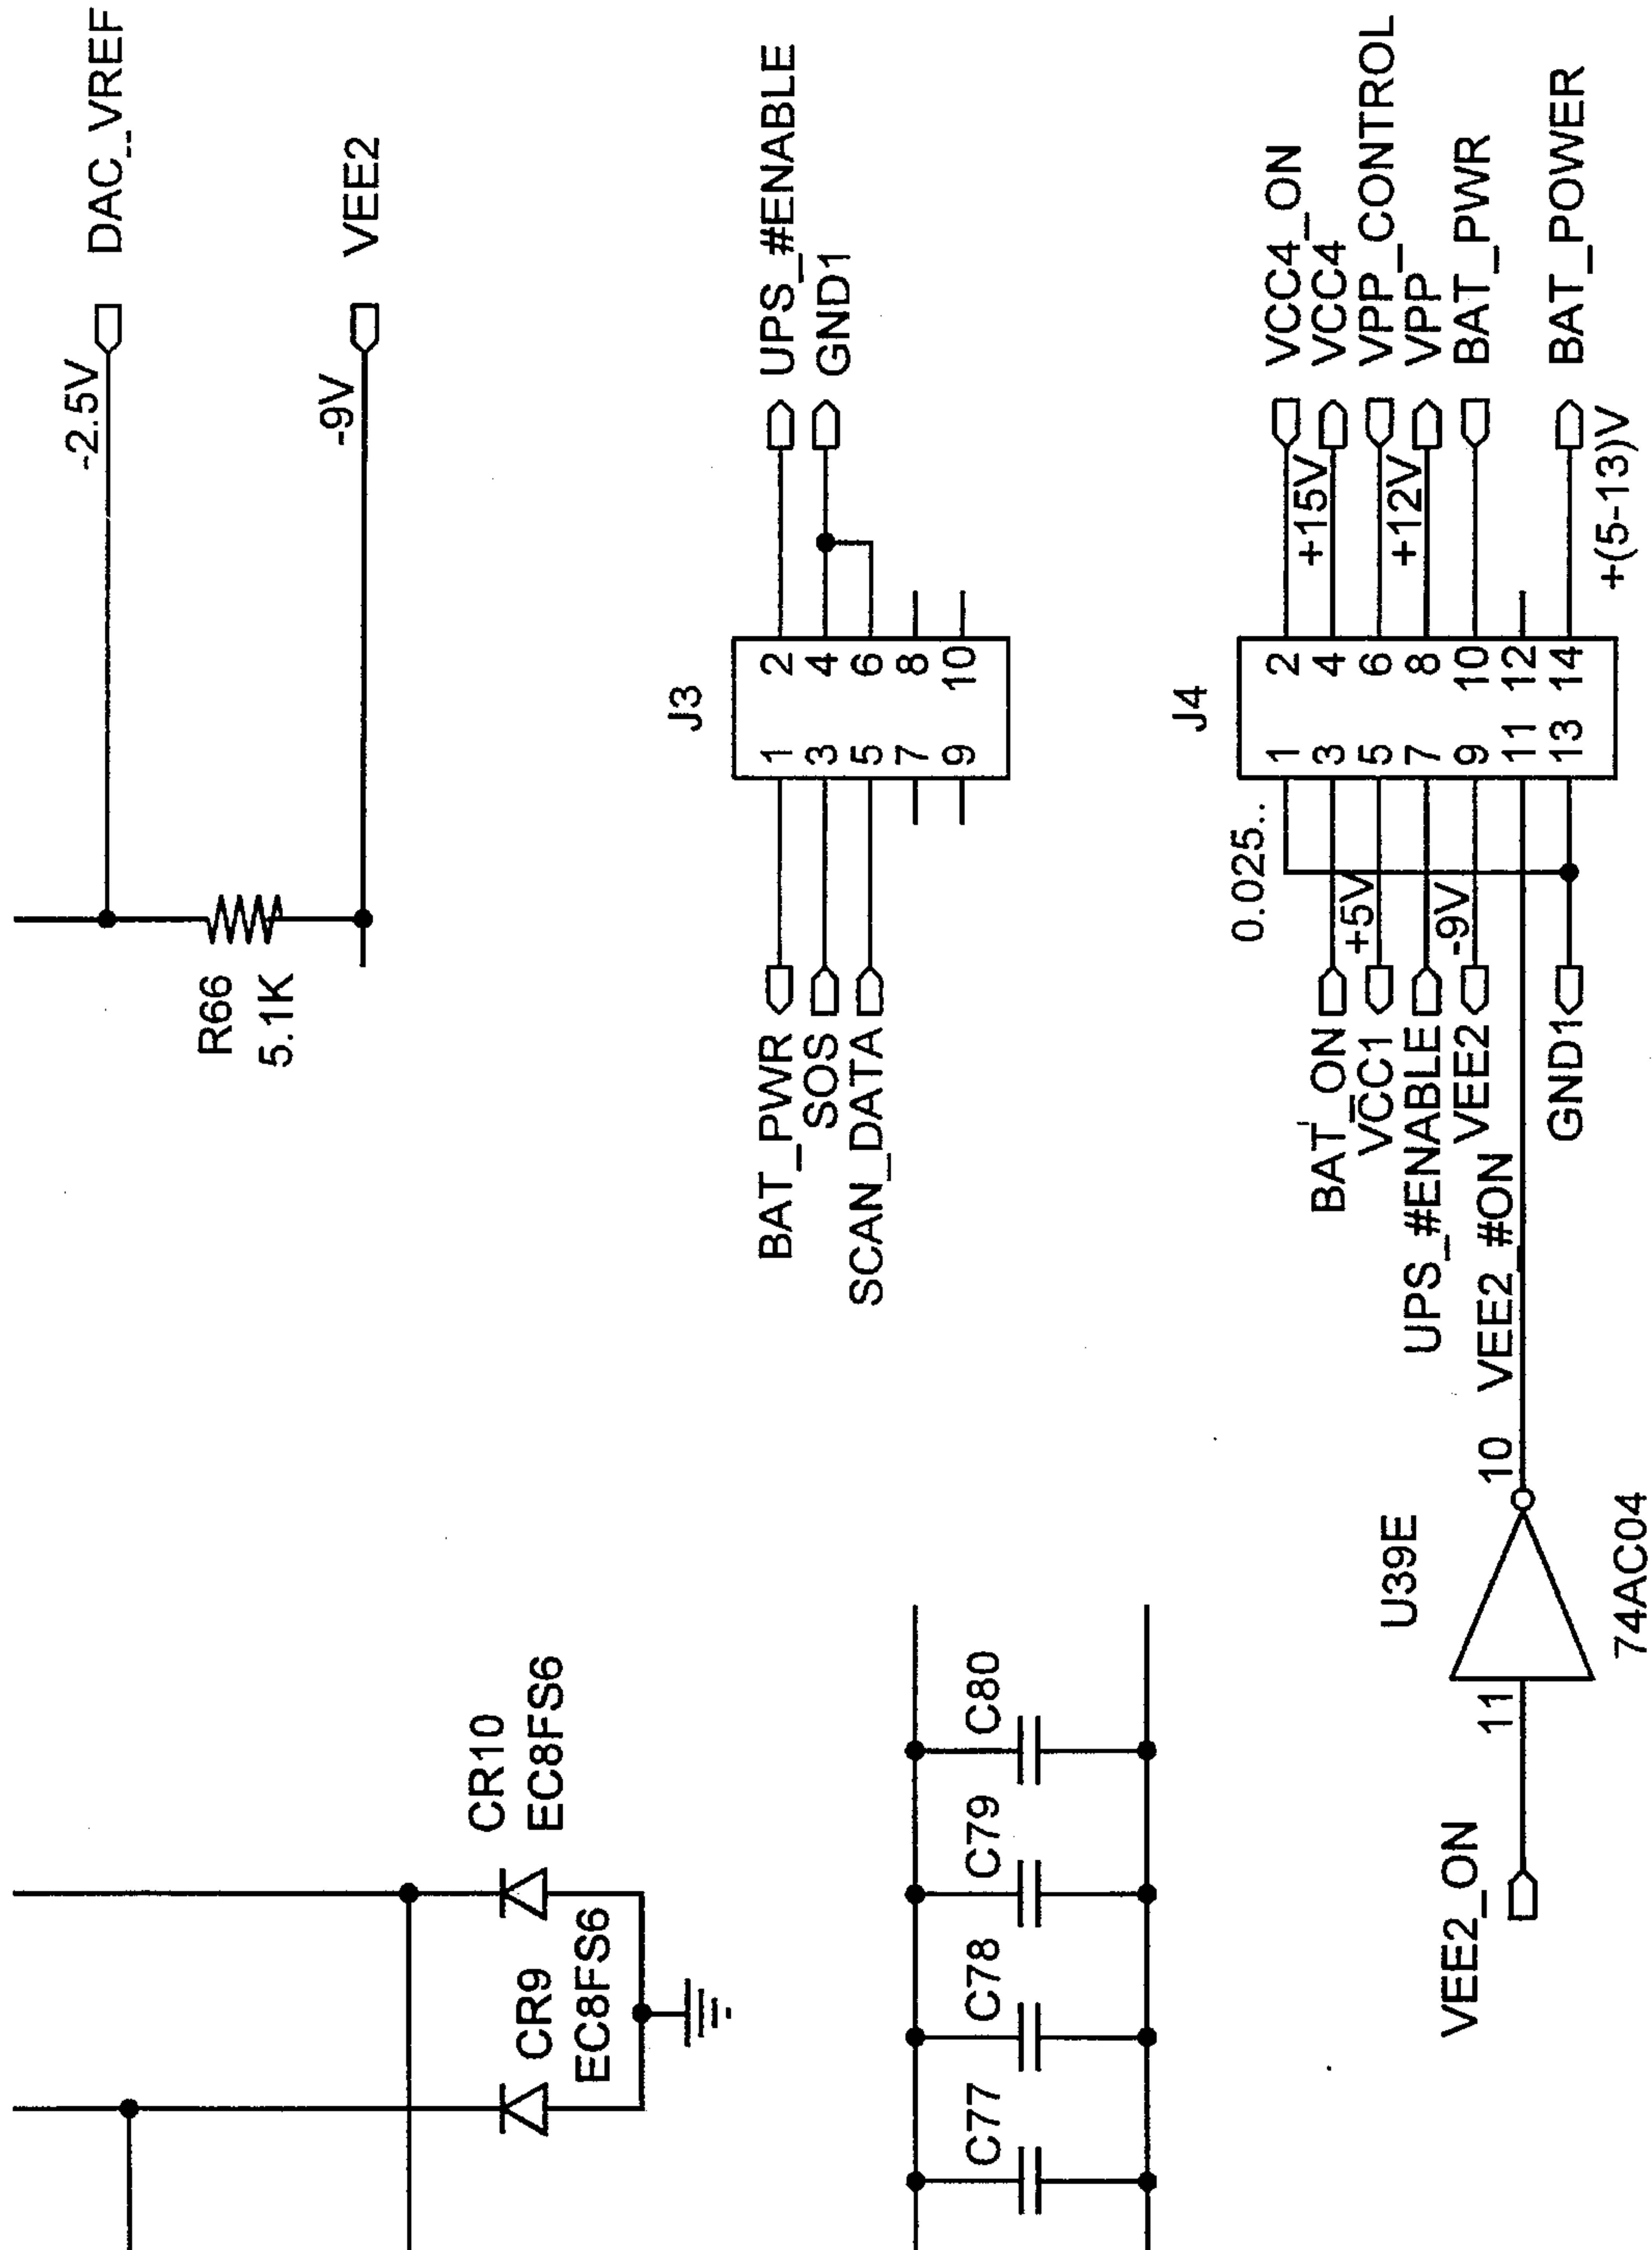 -2.5V
DAC_VREF
R66
5.1K
-9V
VEE2
CR10
EC8FS6
CR9
EC8FS6
J3
BAT_PWR
1
2
UPS_#ENABLE
SOS
3
4
GND1
SCAN_DATA
5
6
7
8
9
10
C77
C78
C79
C80
J4
0.025..
1
2
VCC4_ON
BAT_ON
3
4
+15V
VCC4
VCC1
+5V
5
6
VPP_CONTROL
UPS_#ENABLE
7
8
+12V
VPP
VEE2
-9V
9
10
BAT_PWR
VEE2_ON
11
U39E
74AC04
10
VEE2_#ON
11
12
GND1
13
14
BAT_POWER
+(5-13)V